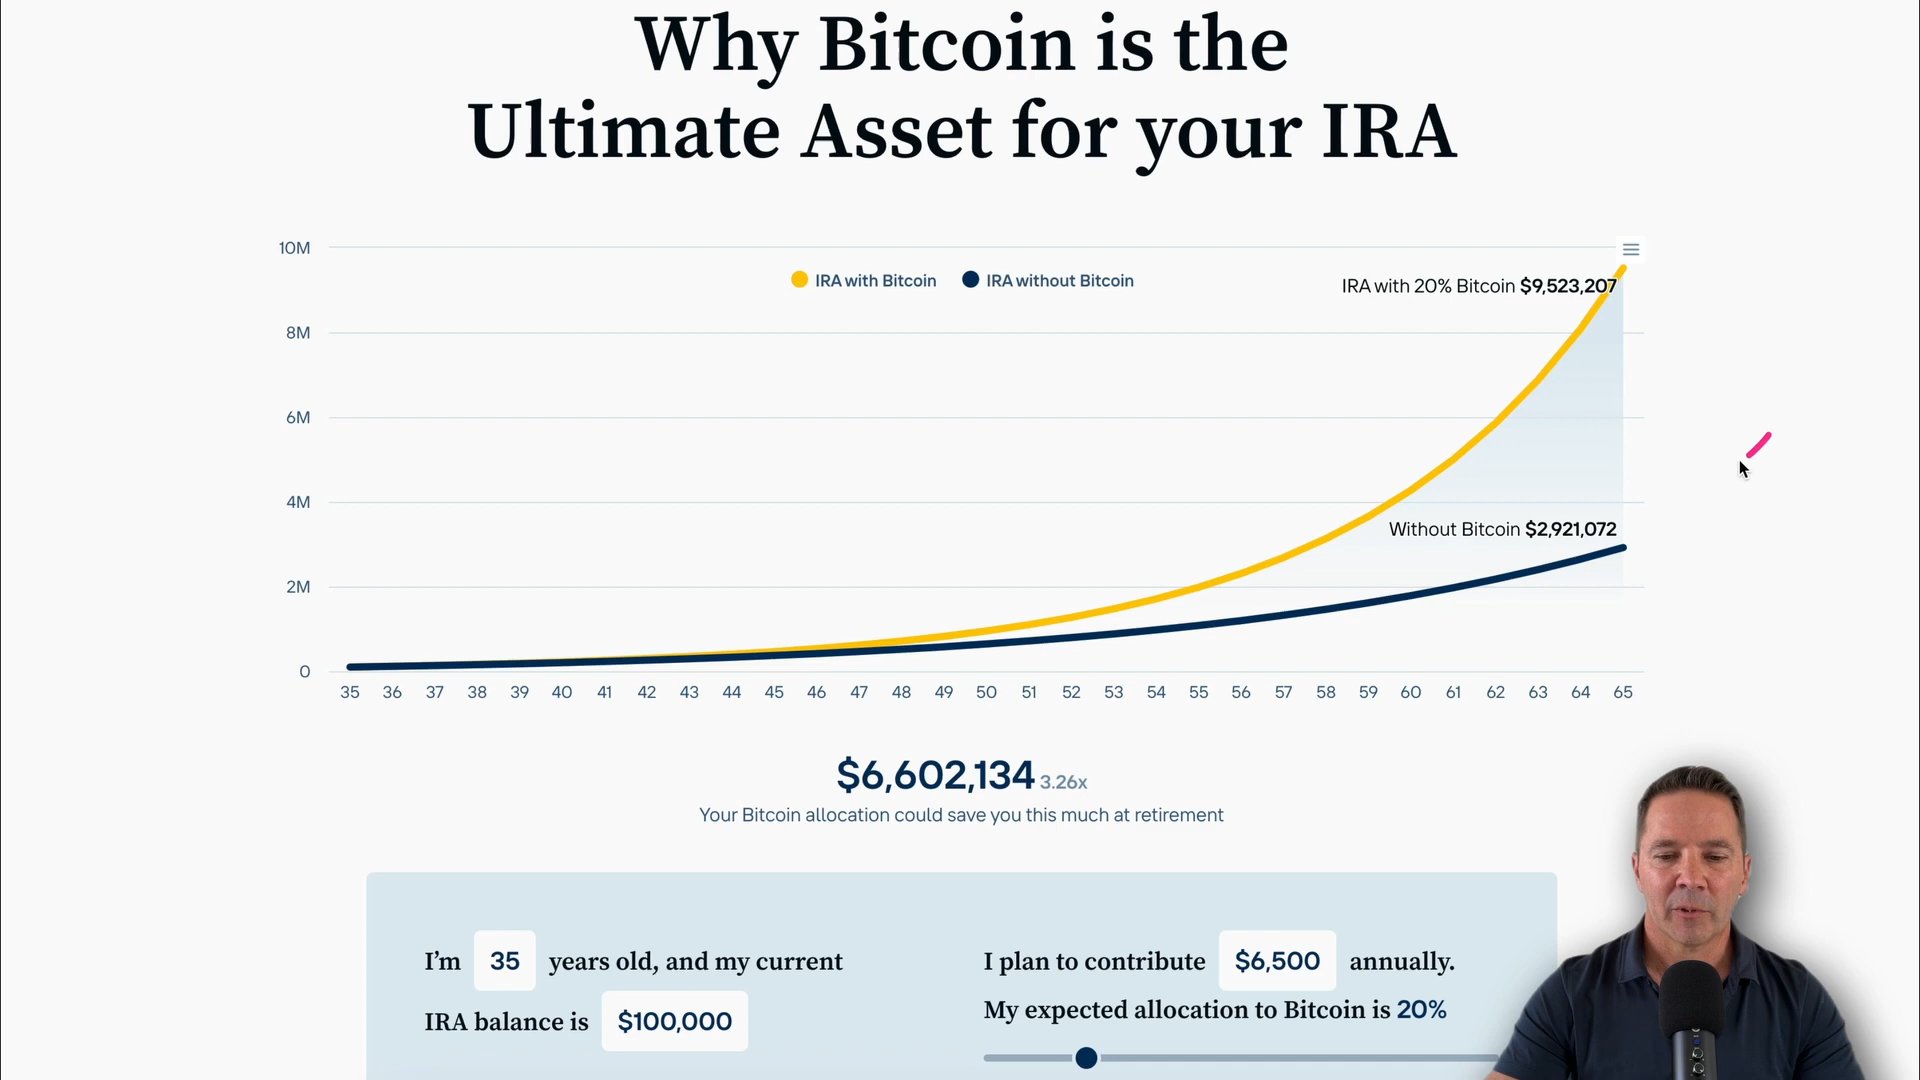 Why Bitcoin is the
Ultimate Asset for your IRA
10M
IRA with Bitcoin
IRA without Bitcoin
IRA with 20% Bitcoin $9,523,207
8M
6M
4M
Without Bitcoin $2,921,072
2M
0
35 36 37 38 39 40 41 42 43 44 45 46 47 48 49 50 51 52 53 54 55 56 57 58 59 60 61 62 63 64 65
$6,602,134 3.26x
Your Bitcoin allocation could save you this much at retirement
I'm 35 years old, and my current
IRA balance is $100,000
I plan to contribute $6,500 annually.
My expected allocation to Bitcoin is 20%